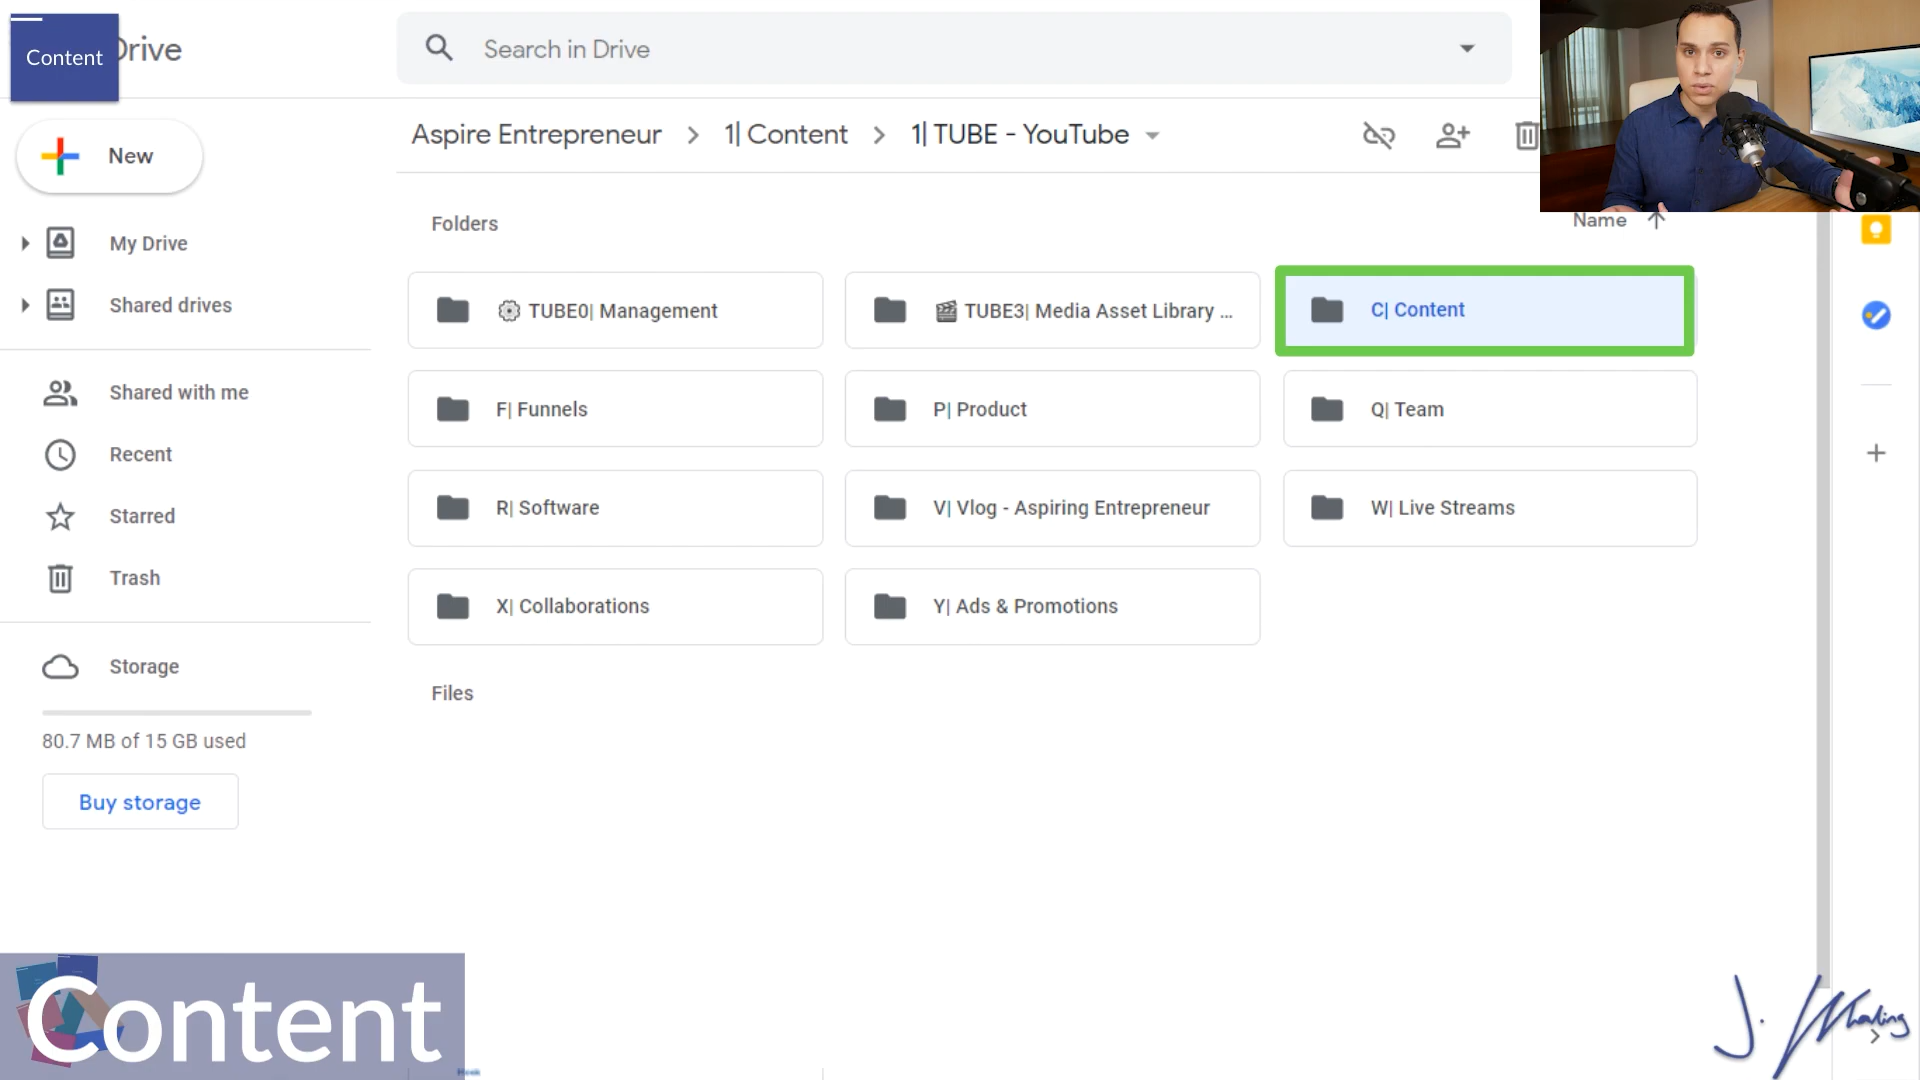 Content
Drive
Search in Drive
Aspire Entrepreneur
1| Content
1| TUBE - YouTube
New
My Drive
Shared drives
Shared with me
Recent
Starred
Trash
Storage
80.7 MB of 15 GB used
Buy storage
Folders
Name
TUBE0| Management
TUBE3| Media Asset Library ...
C| Content
F| Funnels
P| Product
Q| Team
R| Software
V| Vlog - Aspiring Entrepreneur
W| Live Streams
X| Collaborations
Y| Ads & Promotions
Files
Content